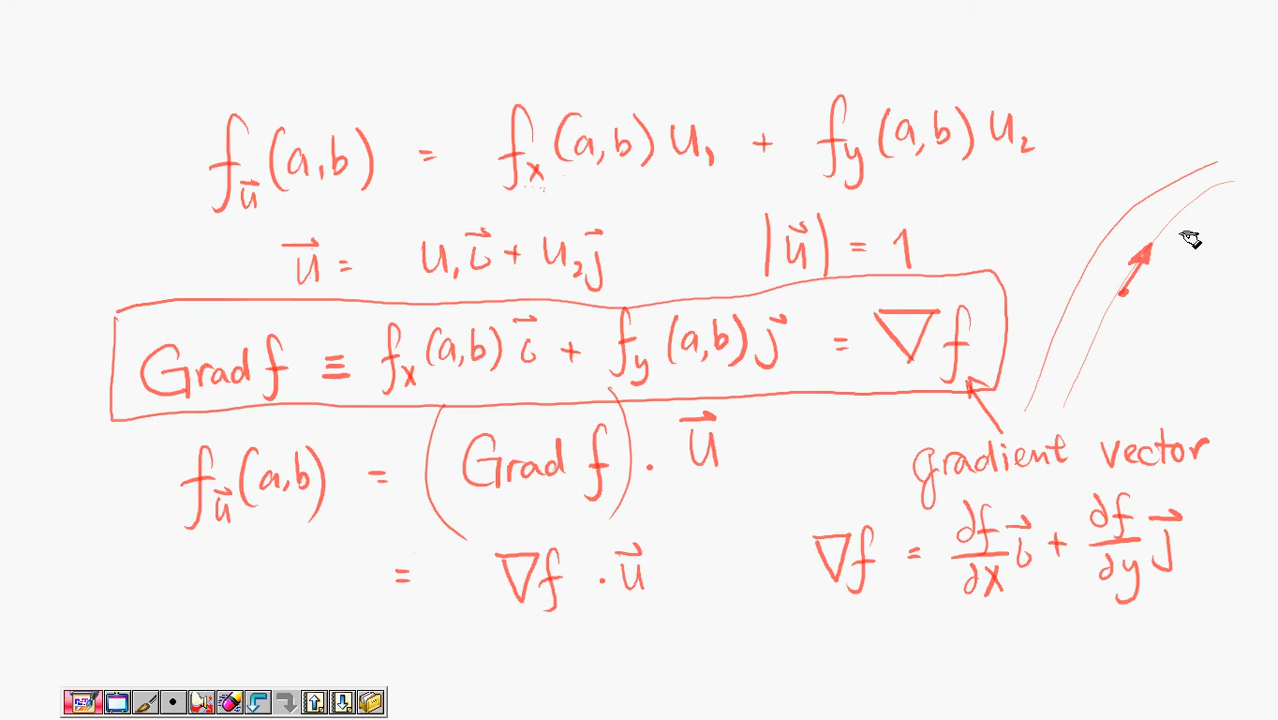 f_u⃗(a,b) = f_x(a,b)u₁ + f_y(a,b)u₂
u⃗ = u₁i⃗ + u₂j⃗    |u⃗| = 1
Grad f ≡ f_x(a,b)i⃗ + f_y(a,b)j⃗ = ∇f
f_u⃗(a,b) = (Grad f) · u⃗
gradient vector
= ∇f · u⃗
∇f = ∂f/∂x i⃗ + ∂f/∂y j⃗